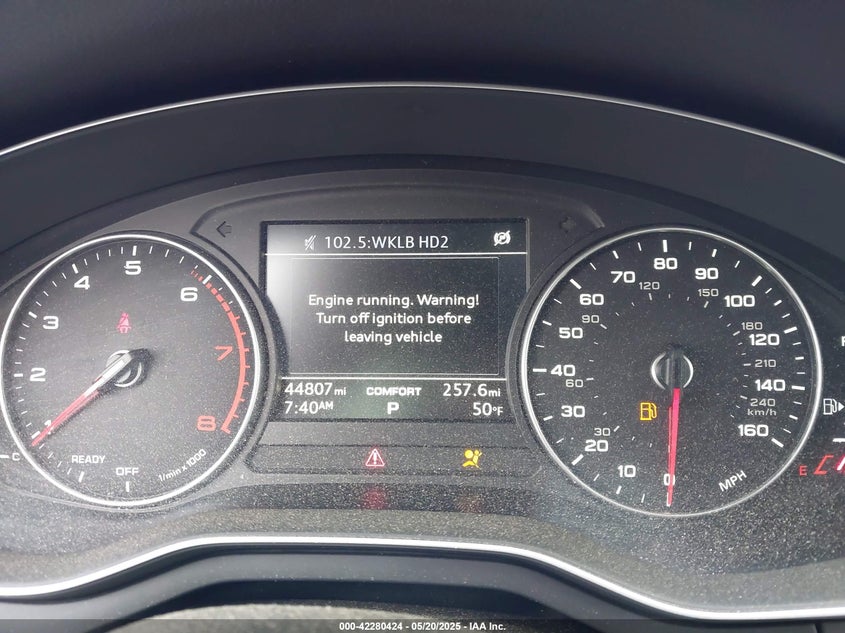 102.5:WKLB HD2
Engine running. Warning!
Turn off ignition before
leaving vehicle
44807mi COMFORT 257.6mi
7:40AM P 50°F
1 2 3 4 5 6 7 8
C READY OFF 1/min x 1000
0 10 20 30 40 50 60 70 80 90 100 120 140 160
30 60 90 120 150 180 210 240
km/h
MPH
E
000-42280424 - 05/20/2025 - IAA Inc.